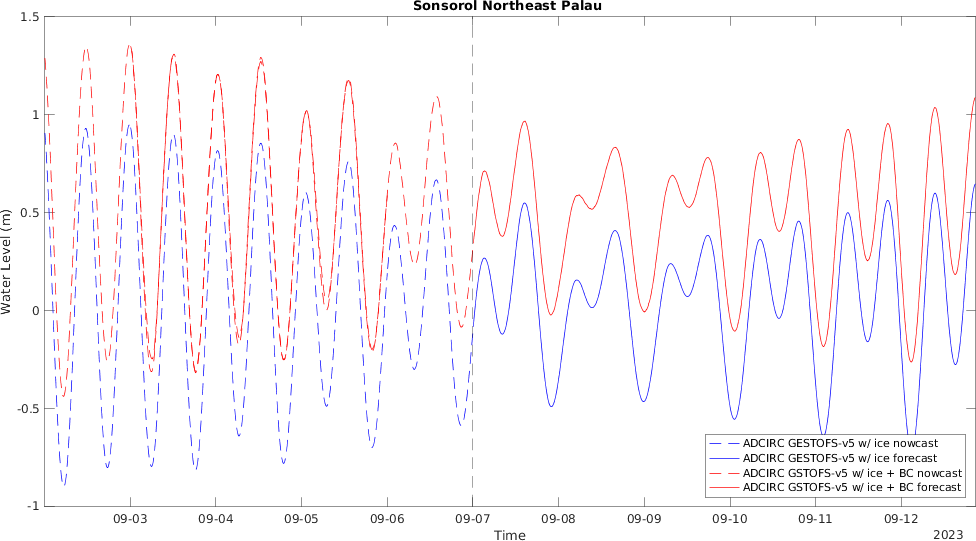 Sonsorol Northeast Palau
1.5
1
0.5
0
-0.5
-1
Water Level (m)
ADCIRC GESTOFS-v5 w/ ice nowcast
ADCIRC GESTOFS-v5 w/ ice forecast
ADCIRC GSTOFS-v5 w/ ice + BC nowcast
ADCIRC GSTOFS-v5 w/ ice + BC forecast
09-03 09-04 09-05 09-06 09-07 09-08 09-09 09-10 09-11 09-12
Time
2023